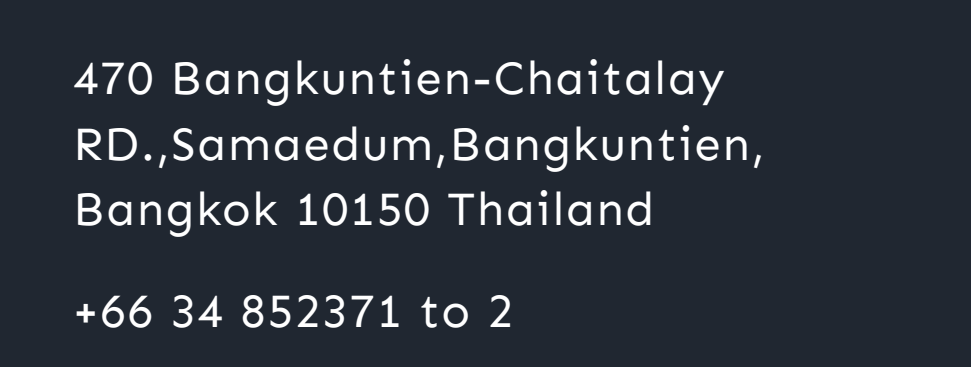 470 Bangkuntien-Chaitalay
RD.,Samaedum,Bangkuntien,
Bangkok 10150 Thailand
+66 34 852371 to 2